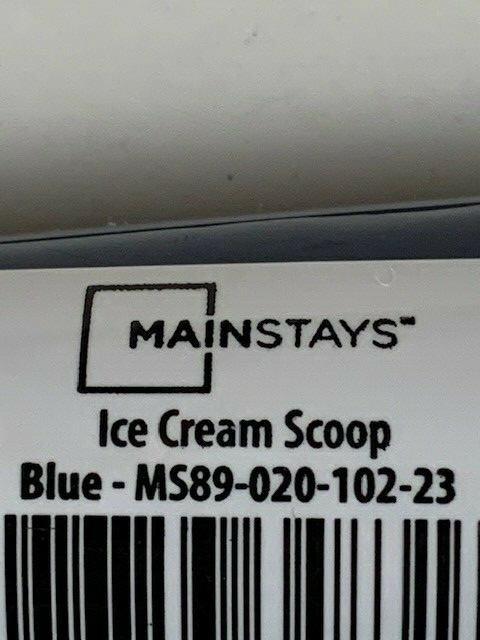 MAINSTAYS™
Ice Cream Scoop
Blue - MS89-020-102-23